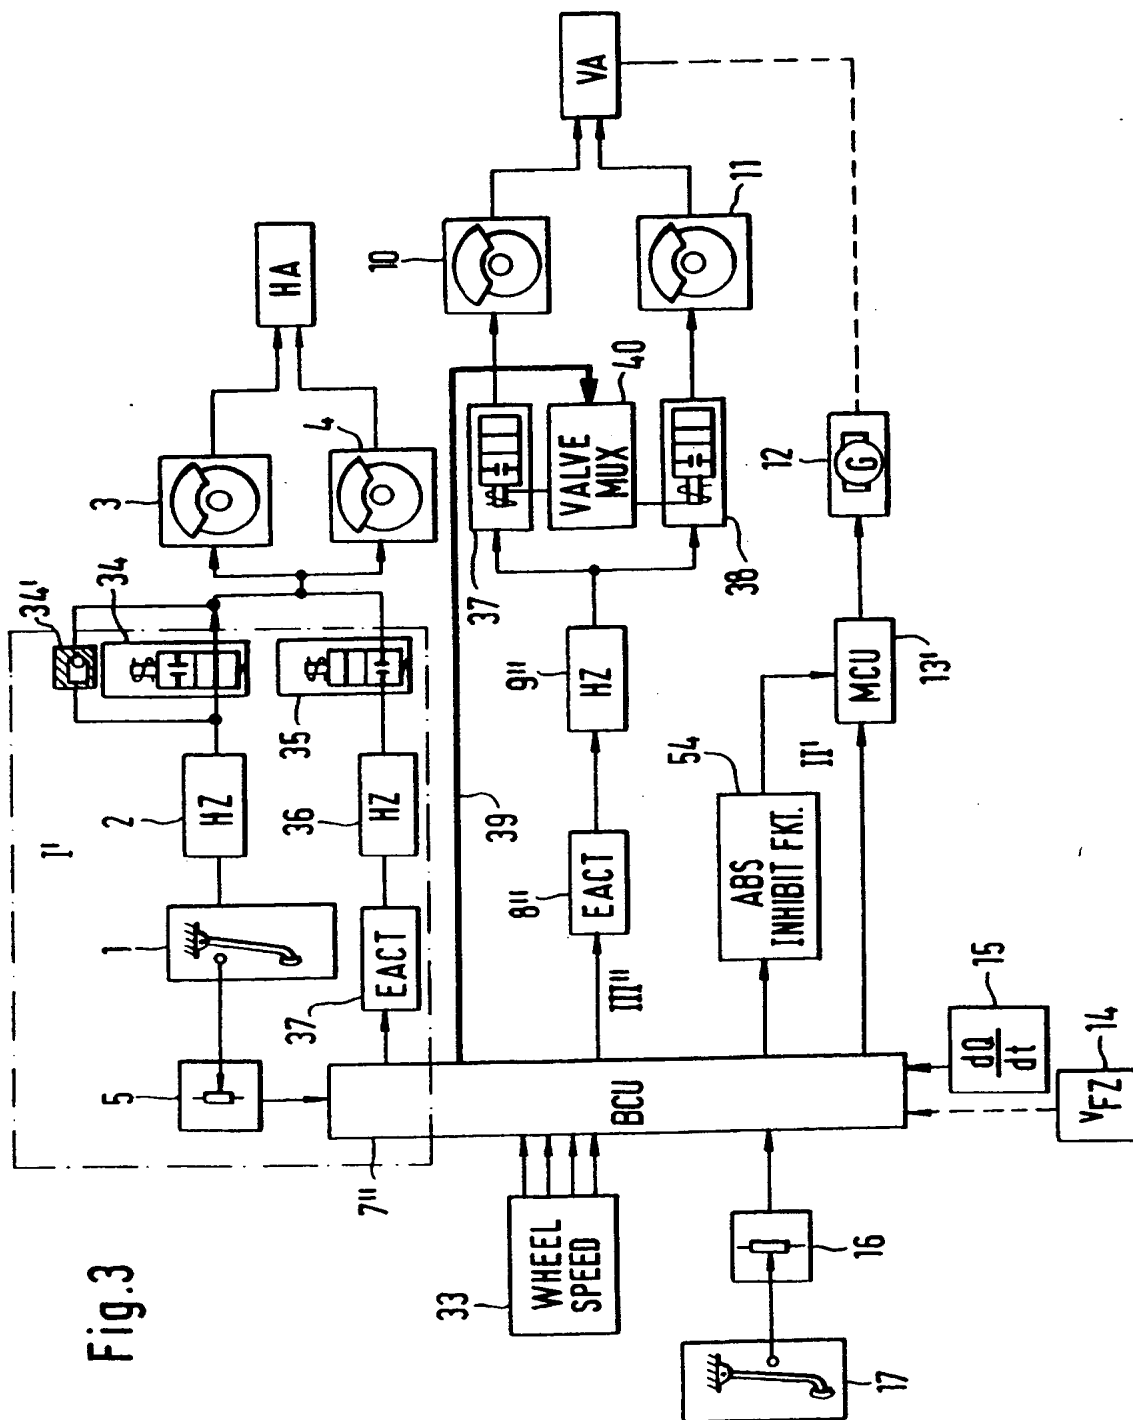 Fig.3
I'
1
2
HZ
34'
34
3
4
HA
5
37
EACT
36
HZ
35
7"
BCU
39
33
WHEEL
SPEED
III"
8"
EACT
9"
HZ
37
VALVE
MUX
40
38
10
11
VA
54
ABS
INHIBIT FKT.
II'
MCU
13'
12
G
17
16
15
dQ
dt
14
VFZ